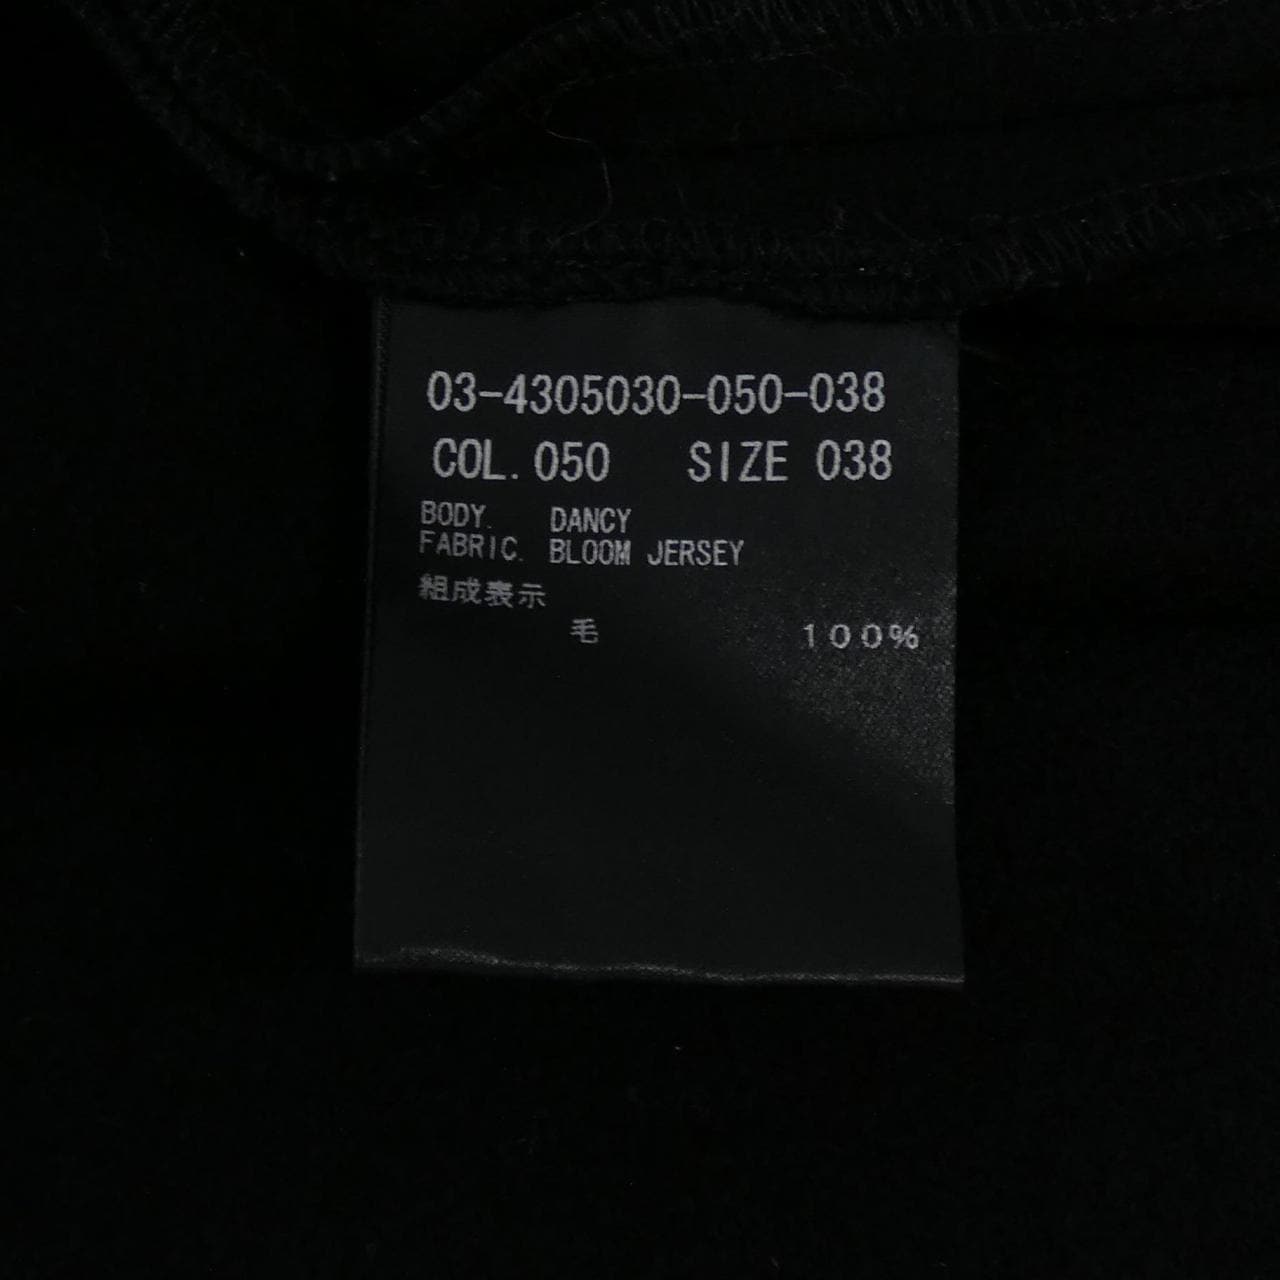 03-4305030-050-038
COL. 050 SIZE 038
BODY. DANCY
FABRIC. BLOOM JERSEY
組成表示
毛 100%